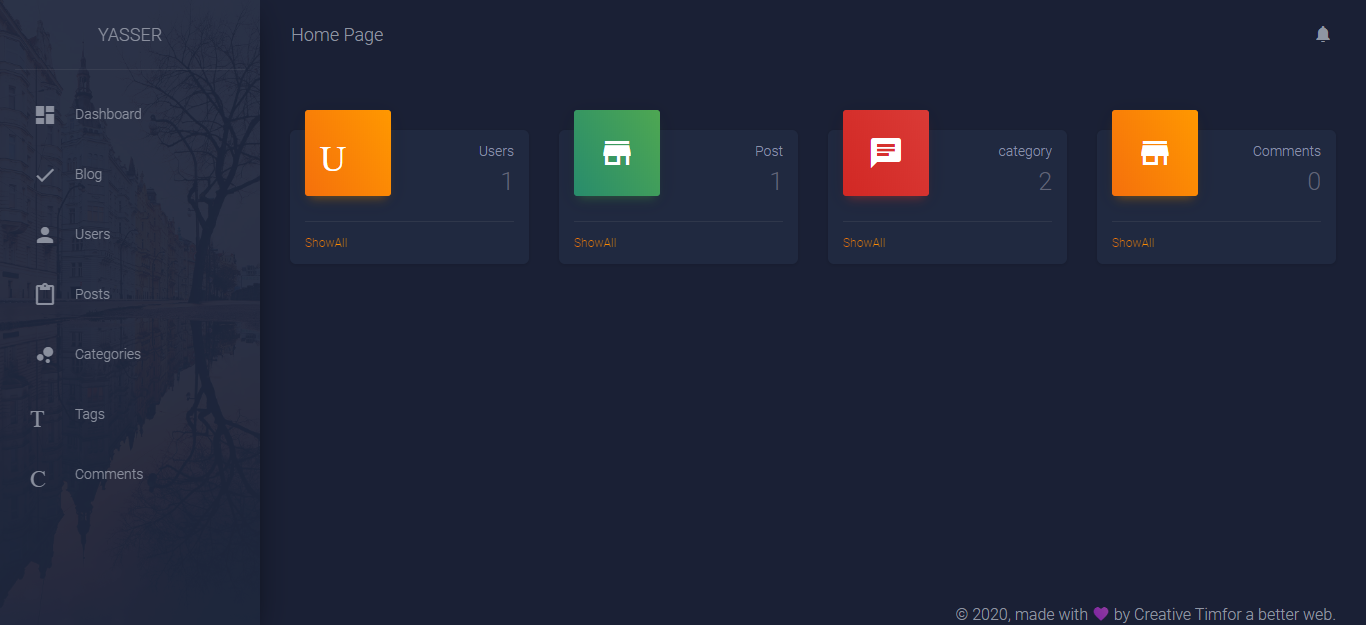 YASSER
Dashboard
Blog
Users
Posts
Categories
T Tags
C Comments
Home Page
U
Users
1
ShowAll
Post
1
ShowAll
category
2
ShowAll
Comments
0
ShowAll
© 2020, made with by Creative Timfor a better web.